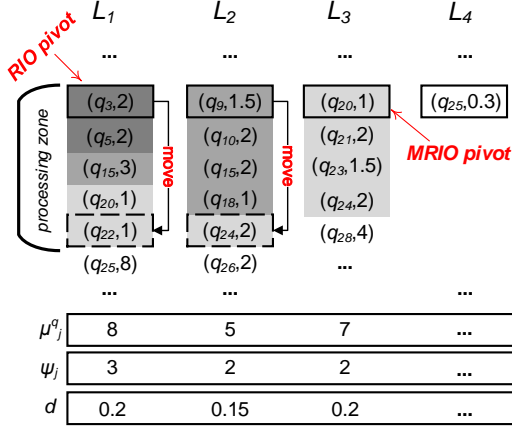 L1 L2 L3 L4
... ... ... ...
RIO pivot
(q3,2) (q9,1.5) (q20,1) (q25,0.3)
(q5,2) (q10,2) (q21,2)
MRIO pivot
processing zone
move move
(q15,3) (q15,2) (q23,1.5)
(q20,1) (q18,1) (q24,2)
(q22,1) (q24,2) (q28,4)
(q25,8) (q26,2) ...
... ... ...
μqj 8 5 7 ...
ψj 3 2 2 ...
d 0.2 0.15 0.2 ...